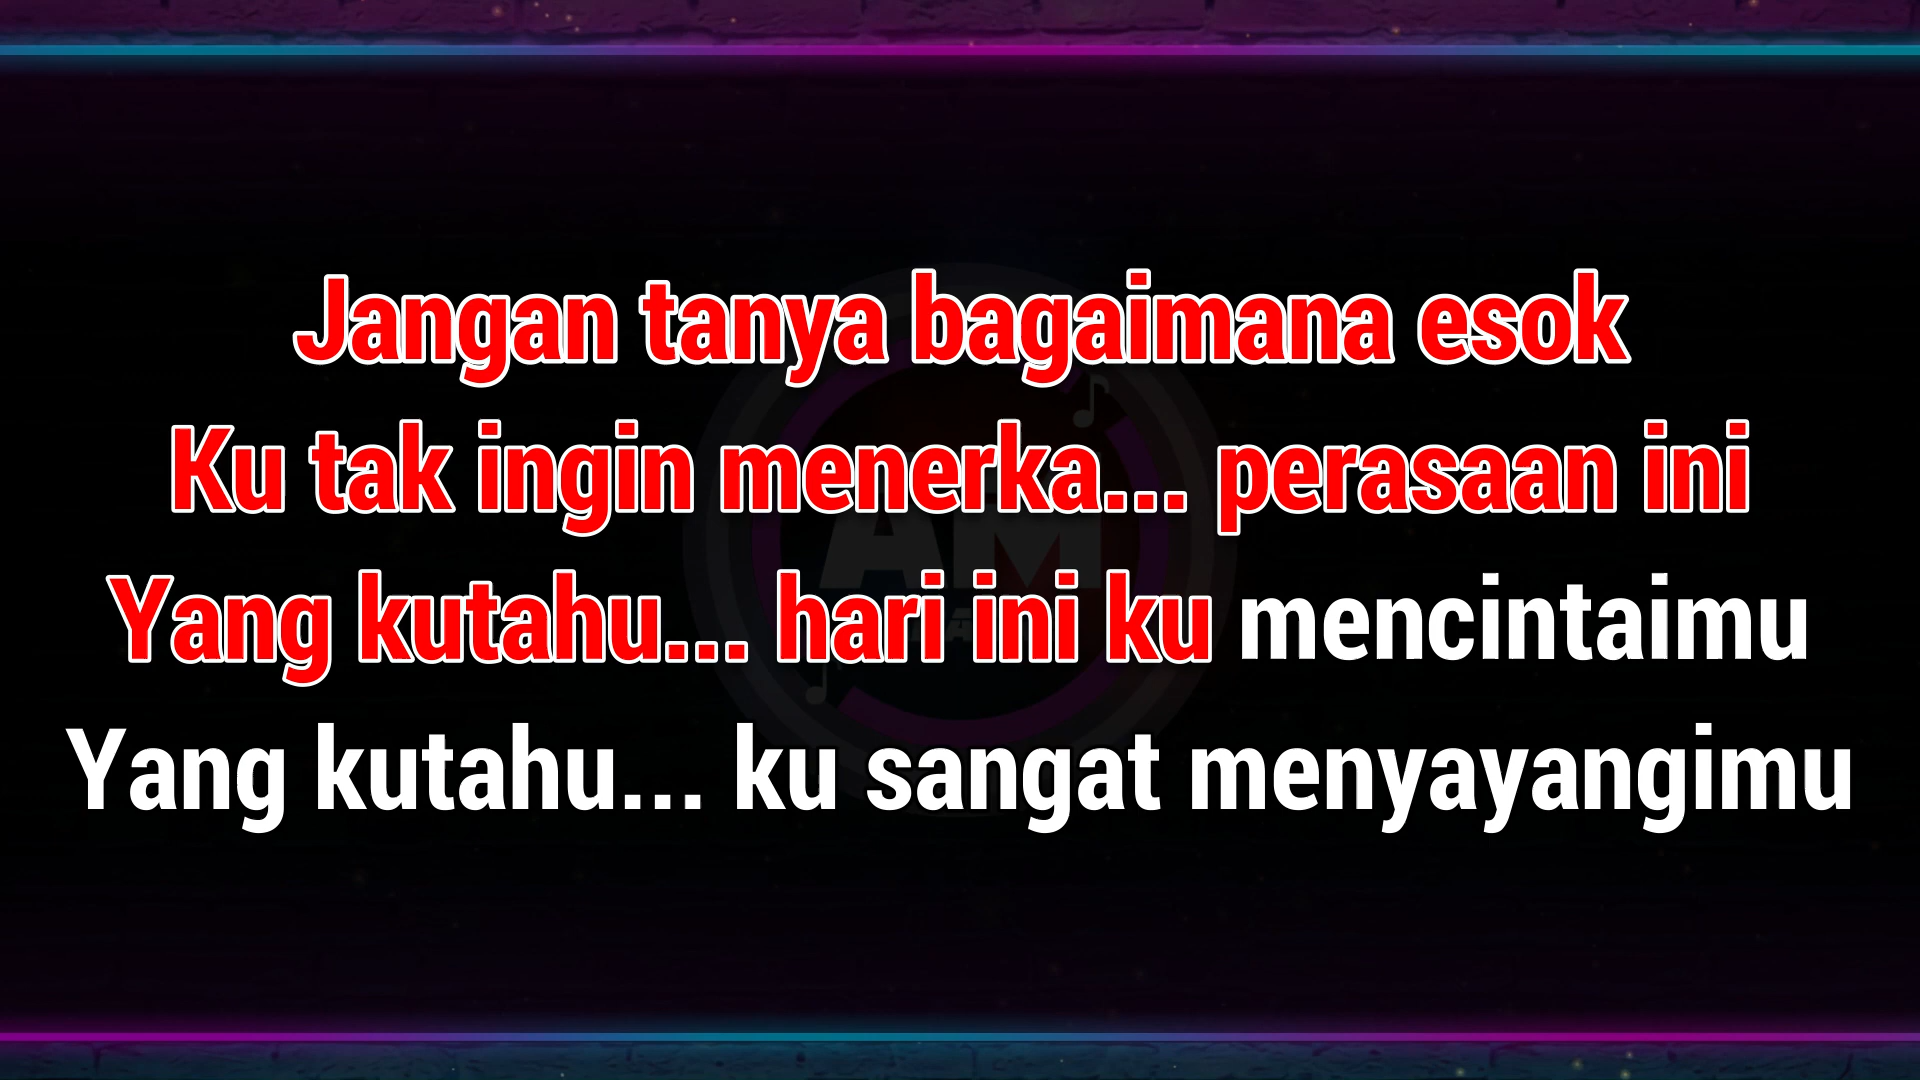 Jangan tanya bagaimana esok
Ku tak ingin menerka... perasaan ini
Yang kutahu... hari ini ku mencintaimu
Yang kutahu... ku sangat menyayangimu
AM